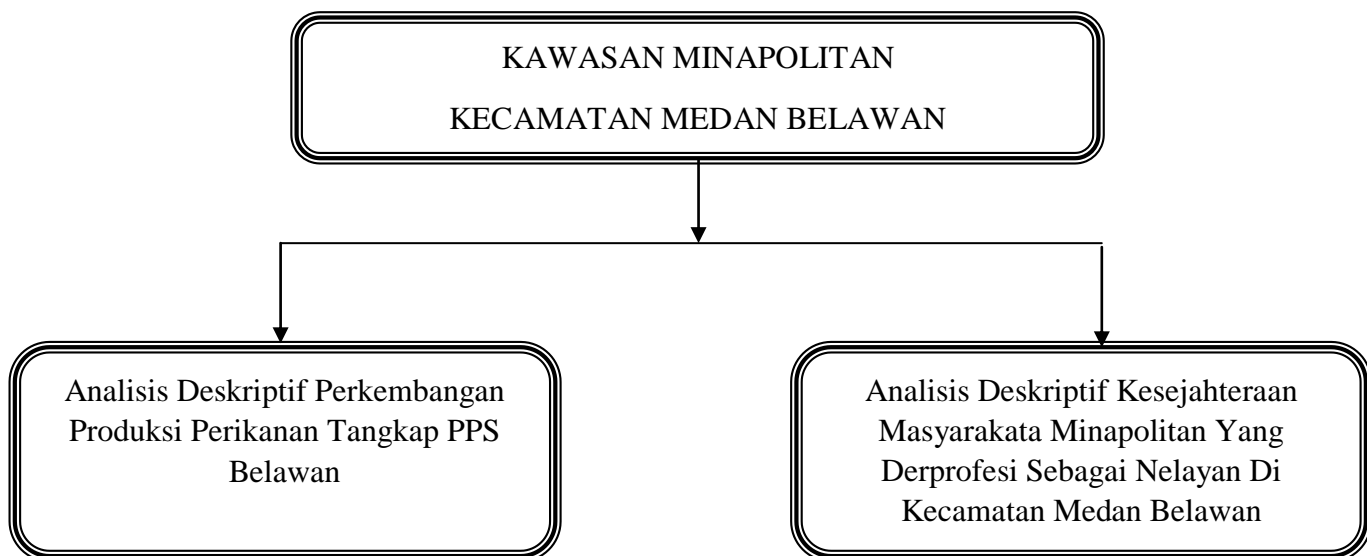 KAWASAN MINAPOLITAN
KECAMATAN MEDAN BELAWAN
Analisis Deskriptif Perkembangan
Produksi Perikanan Tangkap PPS
Belawan
Analisis Deskriptif Kesejahteraan
Masyarakata Minapolitan Yang
Derprofesi Sebagai Nelayan Di
Kecamatan Medan Belawan